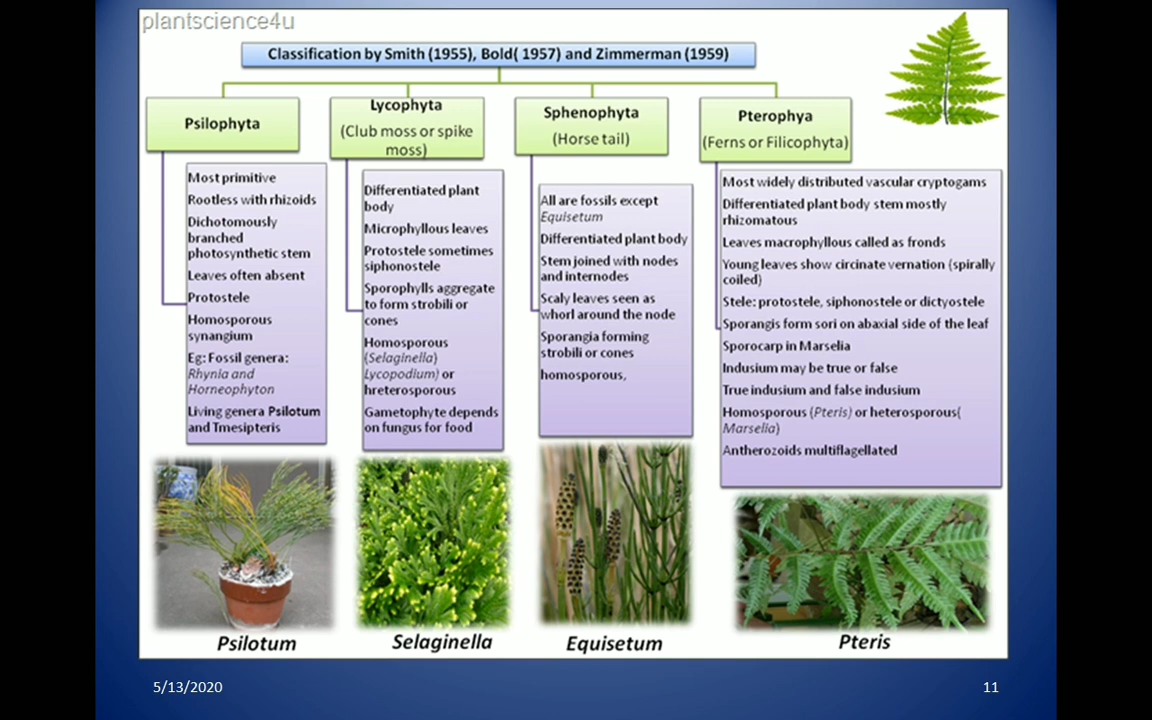 plantscience4u
Classification by Smith (1955), Bold( 1957) and Zimmerman (1959)
Psilophyta
Most primitive
Rootless with rhizoids
Dichotomously
branched
photosynthetic stem
Leaves often absent
Protostele
Homosporous
synangium
Eg: Fossil genera:
Rhynia and
Horneophyton
Living genera Psilotum
and Tmesipteris
Psilotum
Lycophyta
(Club moss or spike
moss)
Differentiated plant
body
Microphyllous leaves
Protostele sometimes
siphonostele
Sporophylls aggregate
to form strobili or
cones
Homosporous
(Selaginella)
Lycopodium) or
hreterosporous
Gametophyte depends
on fungus for food
Selaginella
Sphenophyta
(Horse tail)
All are fossils except
Equisetum
Differentiated plant body
Stem joined with nodes
and internodes
Scaly leaves seen as
whorl around the node
Sporangia forming
strobili or cones
homosporous,
Equisetum
Pterophya
(Ferns or Filicophyta)
Most widely distributed vascular cryptogams
Differentiated plant body stem mostly
rhizomatous
Leaves macrophyllous called as fronds
Young leaves show circinate vernation (spirally
coiled)
Stele: protostele, siphonostele or dictyostele
Sporangis form sori on abaxial side of the leaf
Sporocarp in Marselia
Indusium may be true or false
True indusium and false indusium
Homosporous (Pteris) or heterosporous(
Marselia)
Antherozoids multiflagellated
Pteris
5/13/2020
11